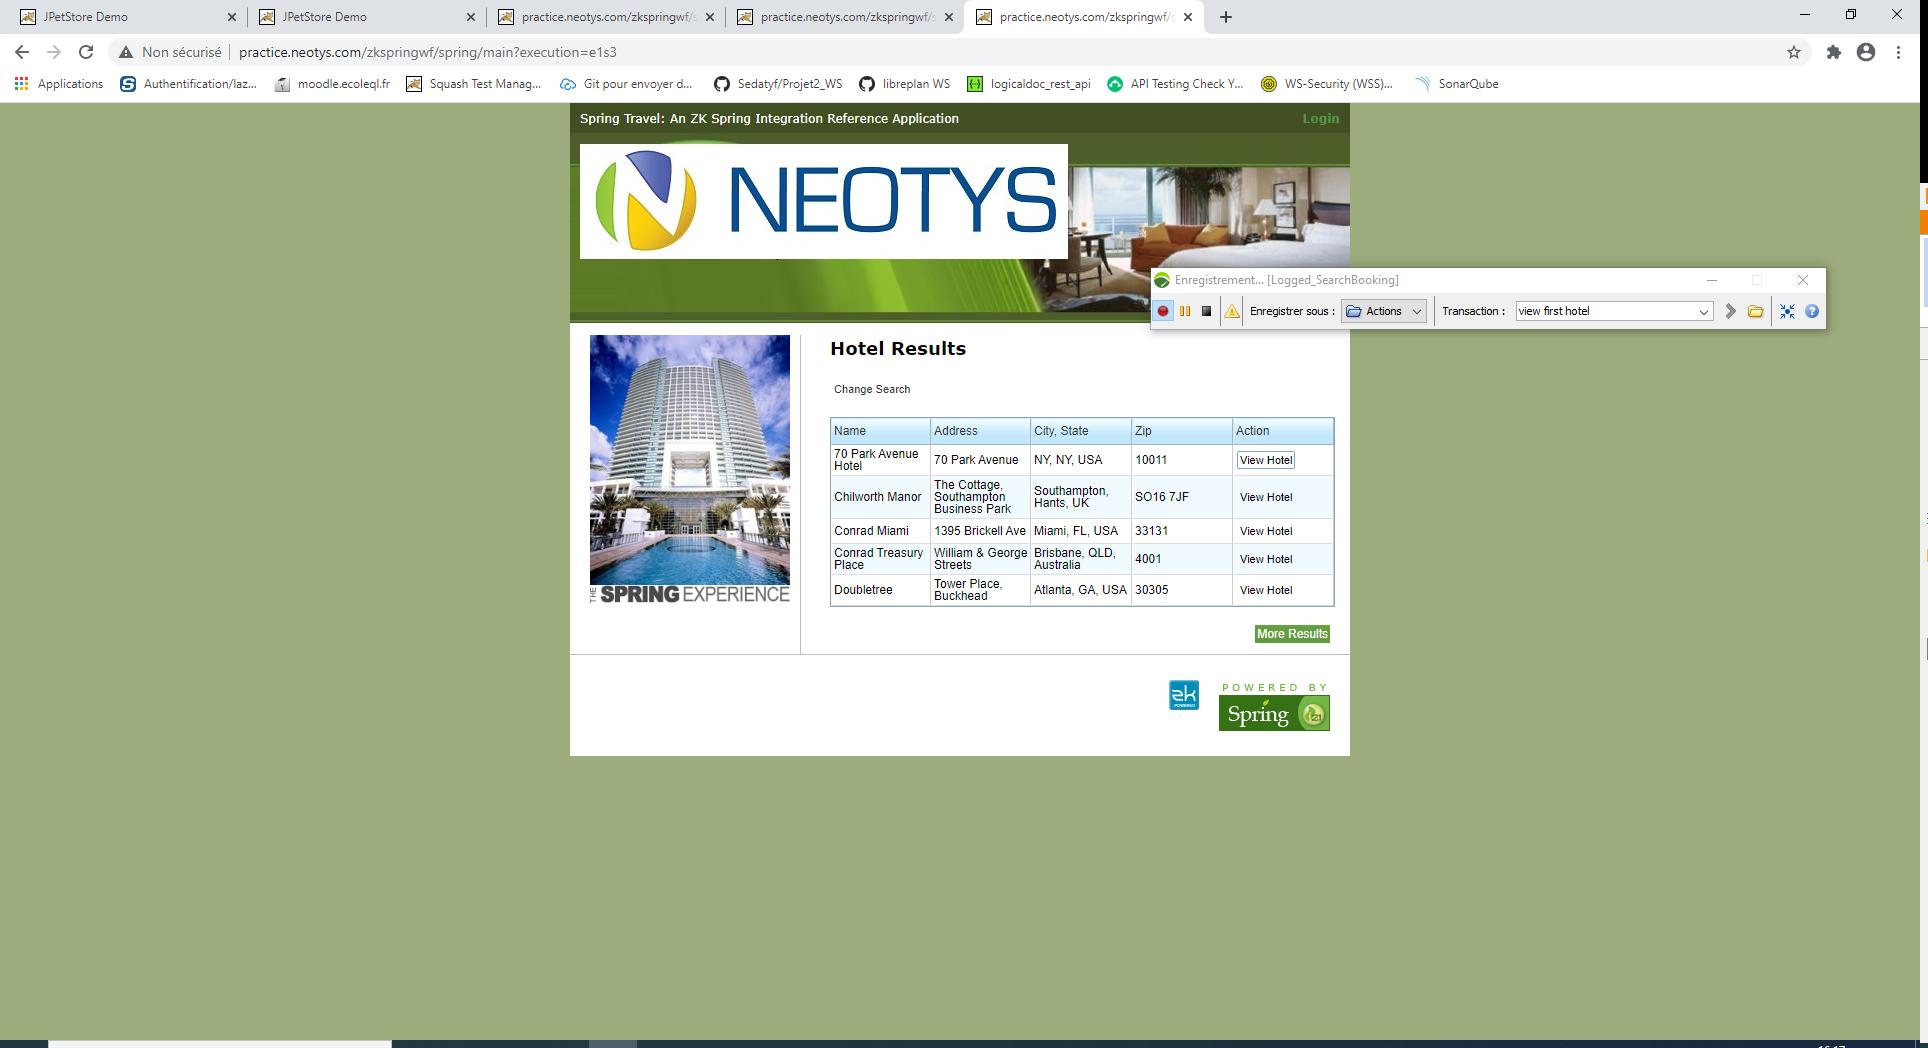 JPetStore Demo
JPetStore Demo
practice.neotys.com/zkspringwf/s
practice.neotys.com/zkspringwf/s
practice.neotys.com/zkspringwf/s
Non sécurisé
practice.neotys.com/zkspringwf/spring/main?execution=e1s3
Applications
Authentification/laz...
moodle.ecoleql.fr
Squash Test Manag...
Git pour envoyer d...
Sedatyf/Projet2_WS
libreplan WS
logicaldoc_rest_api
API Testing Check Y...
WS-Security (WSS)...
SonarQube
Spring Travel: An ZK Spring Integration Reference Application
Login
NEOTYS
Enregistrement... [Logged_SearchBooking]
Enregistrer sous :
Actions
Transaction :
view first hotel
THE SPRING EXPERIENCE
Hotel Results
Change Search
Name Address City, State Zip Action
70 Park Avenue
Hotel
70 Park Avenue
NY, NY, USA
10011
View Hotel
Chilworth Manor
The Cottage,
Southampton
Business Park
Southampton,
Hants, UK
SO16 7JF
View Hotel
Conrad Miami
1395 Brickell Ave
Miami, FL, USA
33131
View Hotel
Conrad Treasury
Place
William & George
Streets
Brisbane, QLD,
Australia
4001
View Hotel
Doubletree
Tower Place,
Buckhead
Atlanta, GA, USA
30305
View Hotel
More Results
zk
POWERED
POWERED BY
Spring